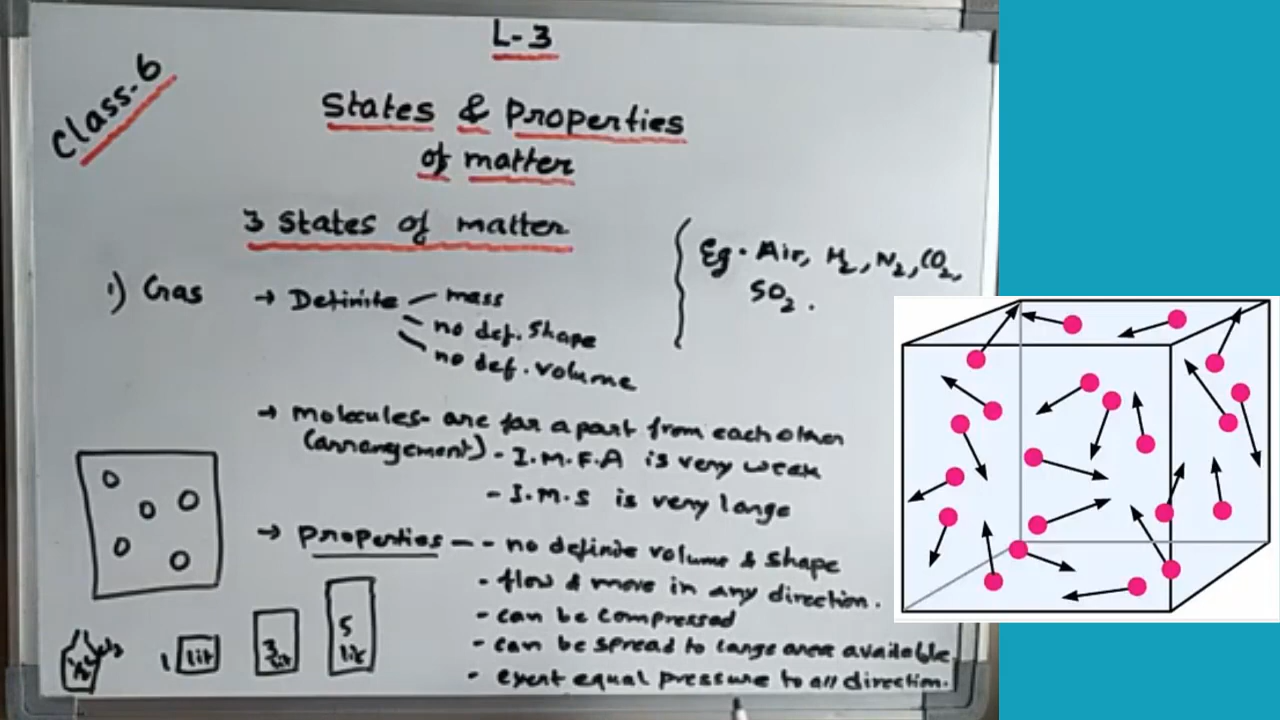 L-3
Class-6
States & Properties
of matter
3 States of matter
Eg. Air, H2, N2, CO2,
SO2.
1) Gas → Definite - mass
- no def. shape
- no def. volume
→ molecules- are far apart from each other
(arrangement) - I.M.F.A is very weak
- I.M.S is very large
→ Properties - - no definite volume & shape
- flow & move in any direction.
- can be compressed
- can be spread to large area available
- exert equal pressure to all direction.
1 lit
3 lit
5 lit